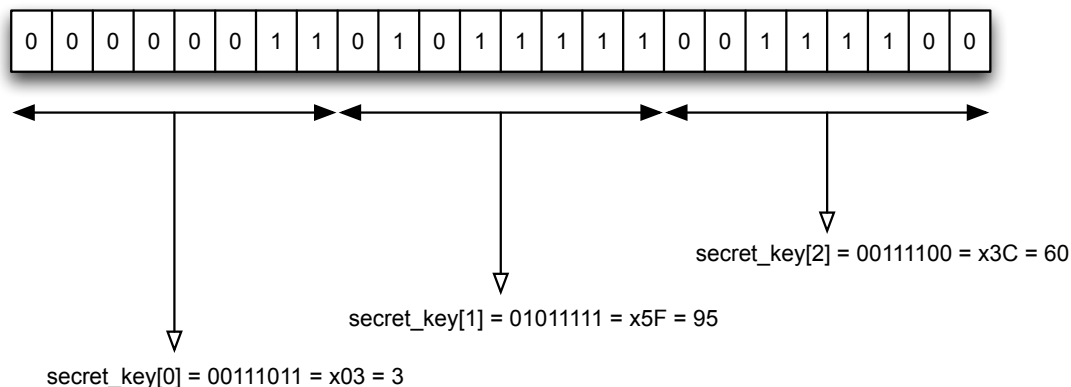 0 0 0 0 0 0 1 1 0 1 0 1 1 1 1 1 0 0 1 1 1 1 0 0
secret_key[2] = 00111100 = x3C = 60
secret_key[1] = 01011111 = x5F = 95
secret_key[0] = 00111011 = x03 = 3